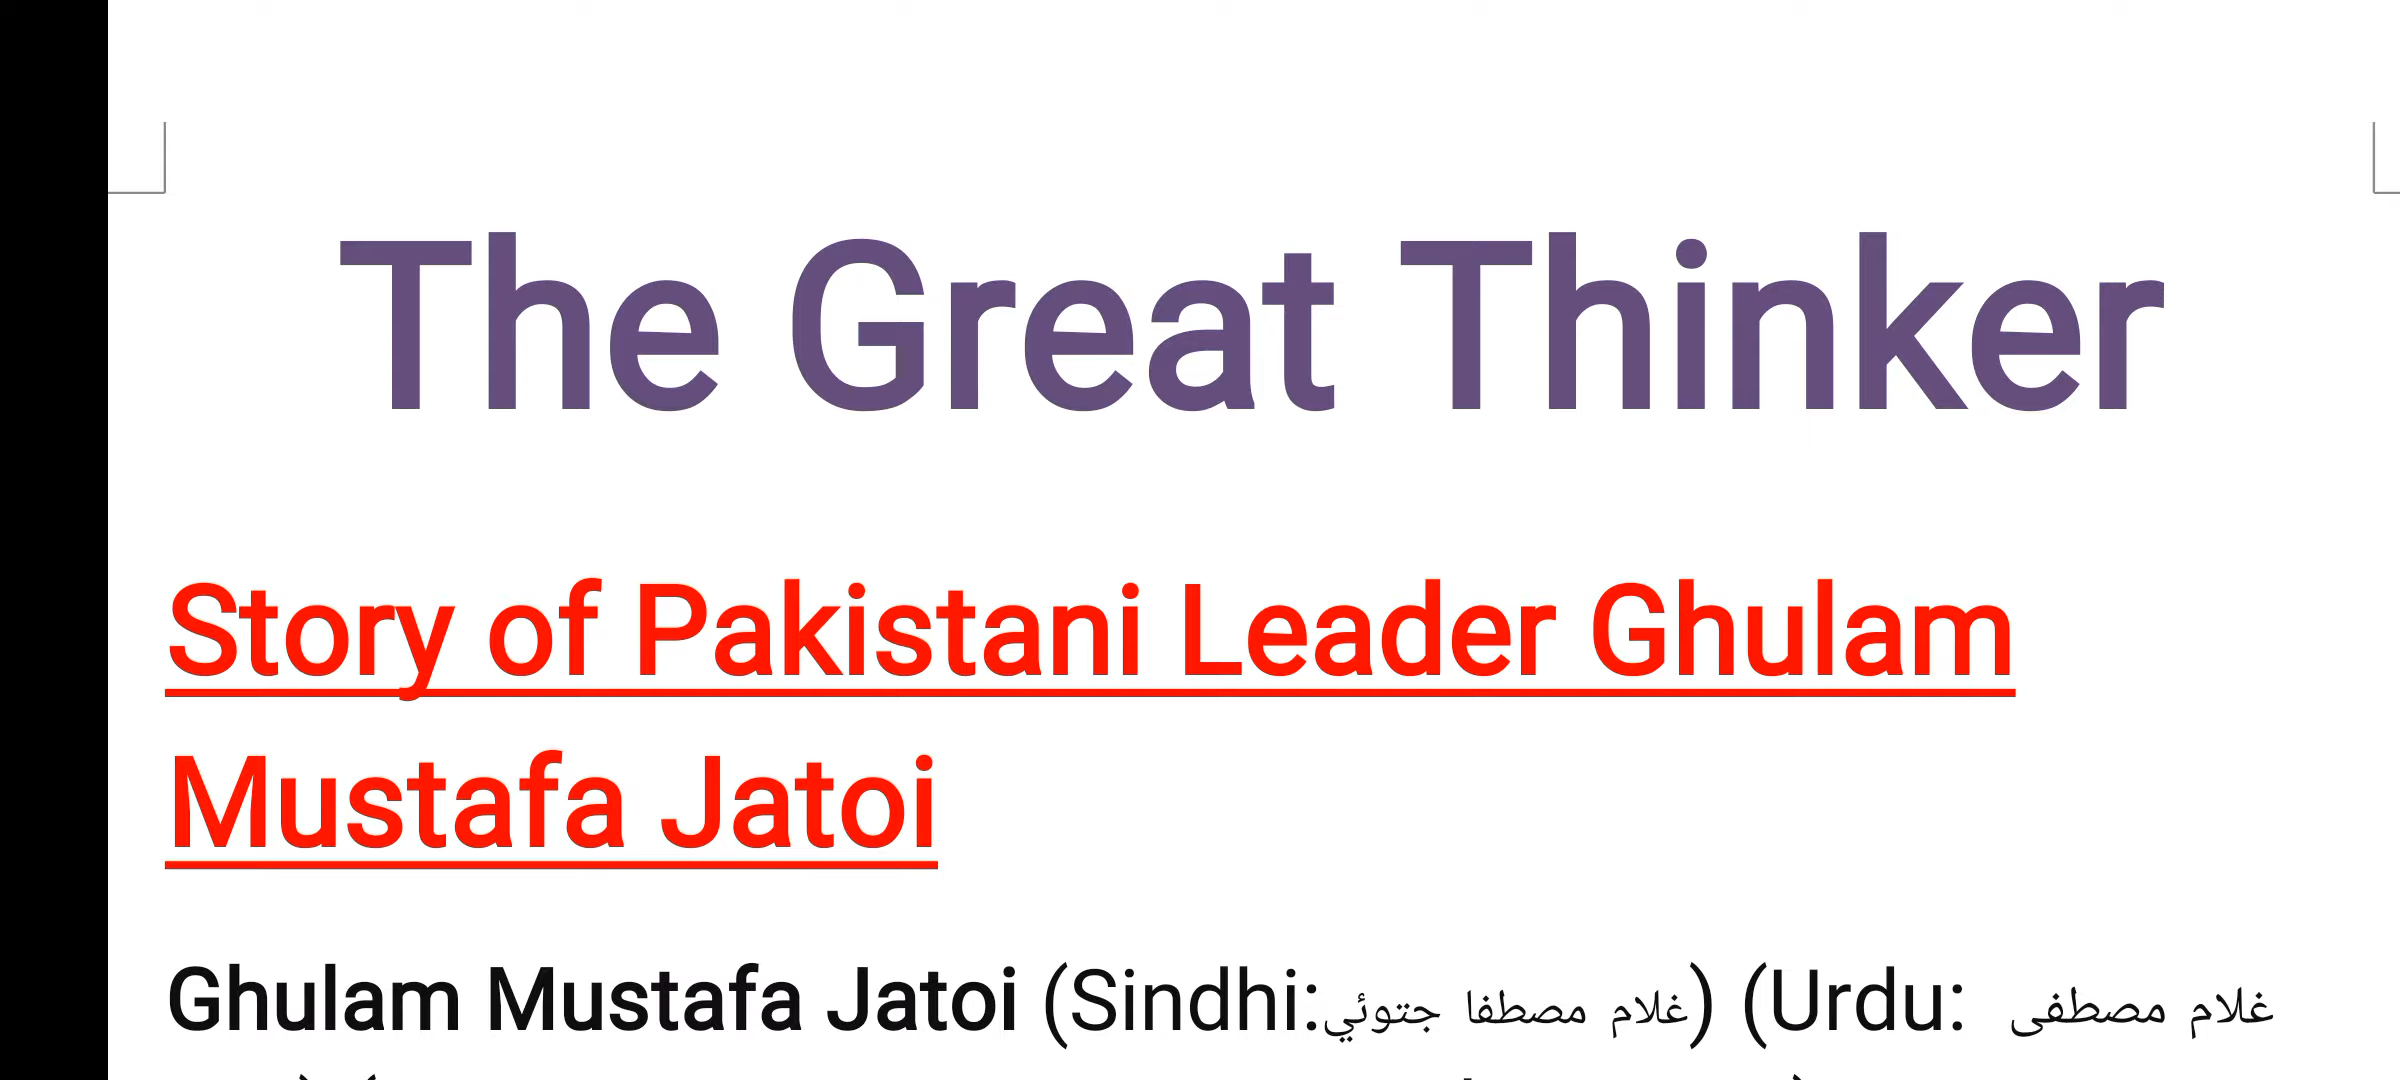 The Great Thinker
Story of Pakistani Leader Ghulam
Mustafa Jatoi
Ghulam Mustafa Jatoi (Sindhi:غلام مصطفا جتوئي) (Urdu: غلام مصطفی